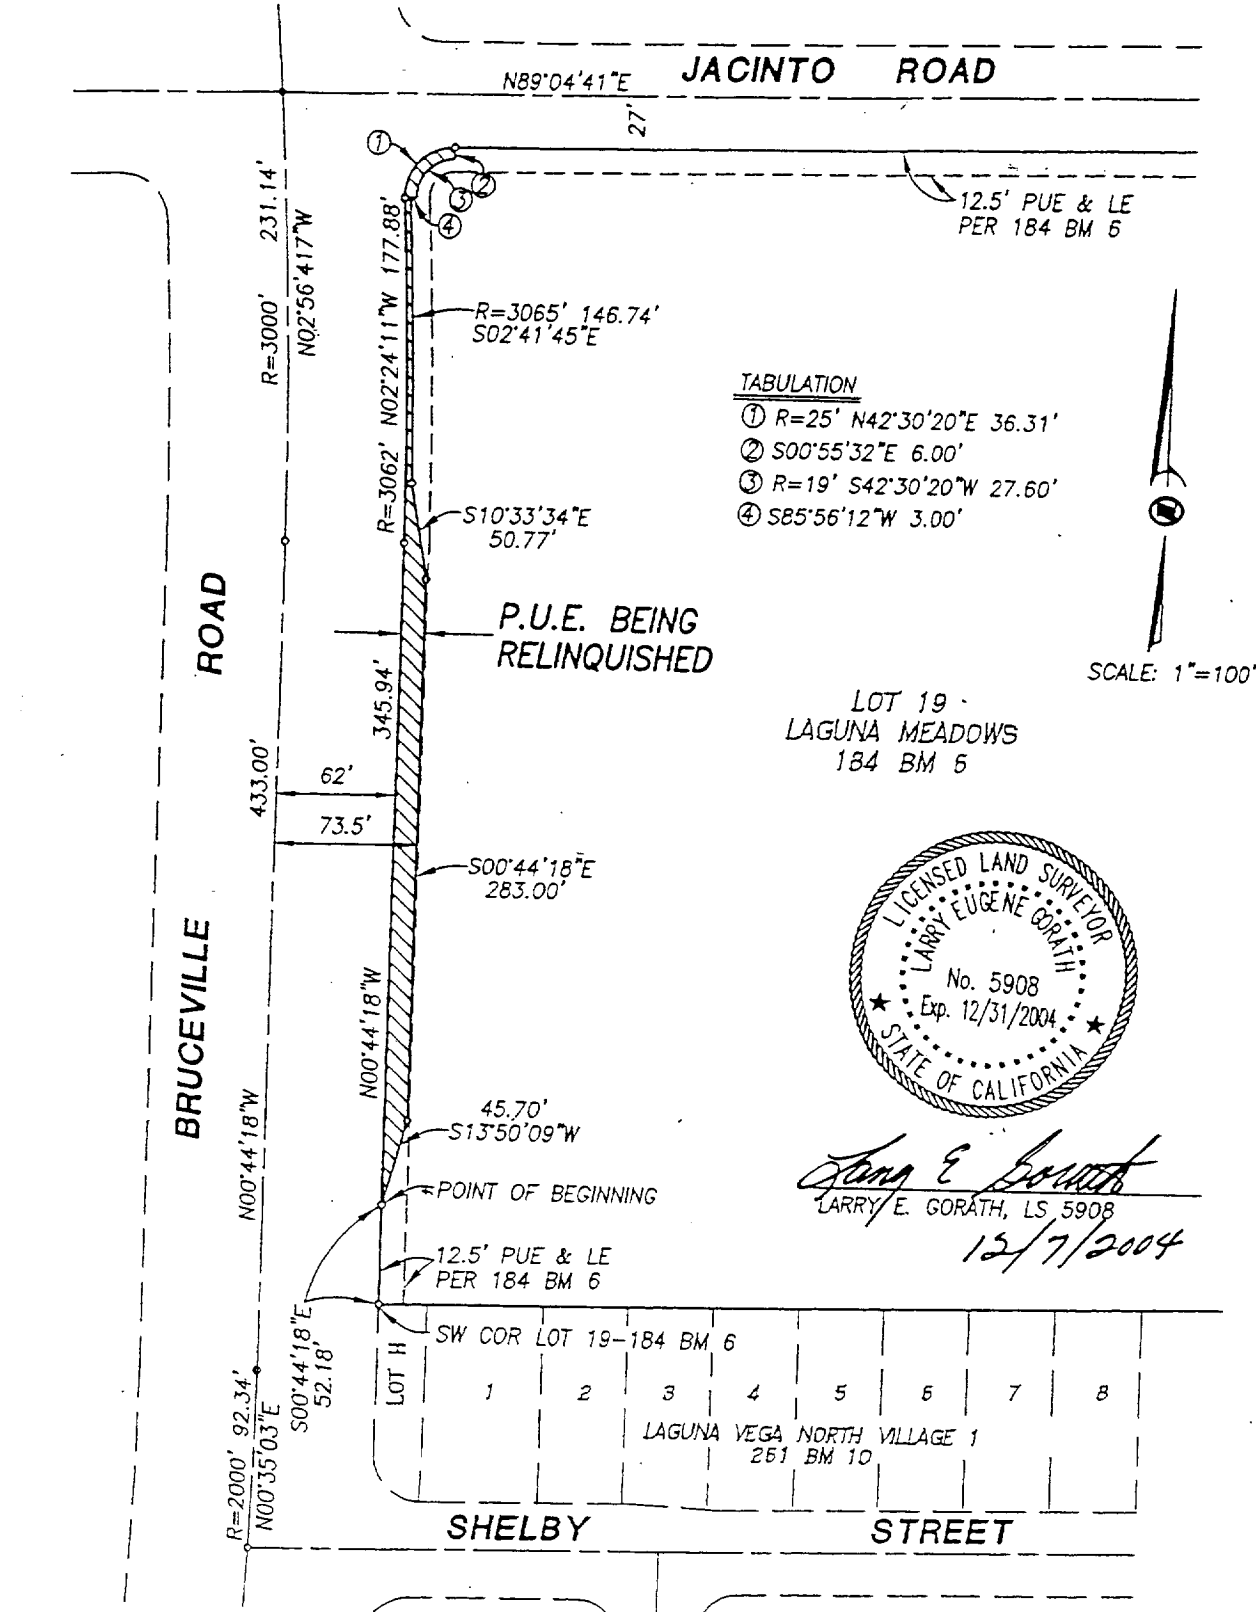 JACINTO ROAD
N89°04'41"E
27'
12.5' PUE & LE
PER 184 BM 6
①
②
③
④
R=3000' 231.14'
N02°56'417"W
R=3062' N02°24'11"W 177.88'
R=3065' 146.74'
S02°41'45"E
TABULATION
① R=25' N42°30'20"E 36.31'
② S00°55'32"E 6.00'
③ R=19' S42°30'20"W 27.60'
④ S85°56'12"W 3.00'
S10°33'34"E
50.77'
P.U.E. BEING
RELINQUISHED
SCALE: 1"=100'
LOT 19
LAGUNA MEADOWS
184 BM 6
BRUCEVILLE ROAD
433.00'
345.94'
62'
73.5'
S00°44'18"E
283.00'
N00°44'18"W
N00°44'18"W
LICENSED LAND SURVEYOR
LARRY EUGENE GORATH
No. 5908
Exp. 12/31/2004
STATE OF CALIFORNIA
45.70'
S13°50'09"W
POINT OF BEGINNING
Larry E Gorath
LARRY E. GORATH, LS 5908
12/7/2004
12.5' PUE & LE
PER 184 BM 6
S00°44'18"E
52.18'
SW COR LOT 19-184 BM 6
LOT H
1 2 3 4 5 6 7 8
LAGUNA VEGA NORTH VILLAGE 1
261 BM 10
R=2000' 92.34'
N00°35'03"E
SHELBY STREET